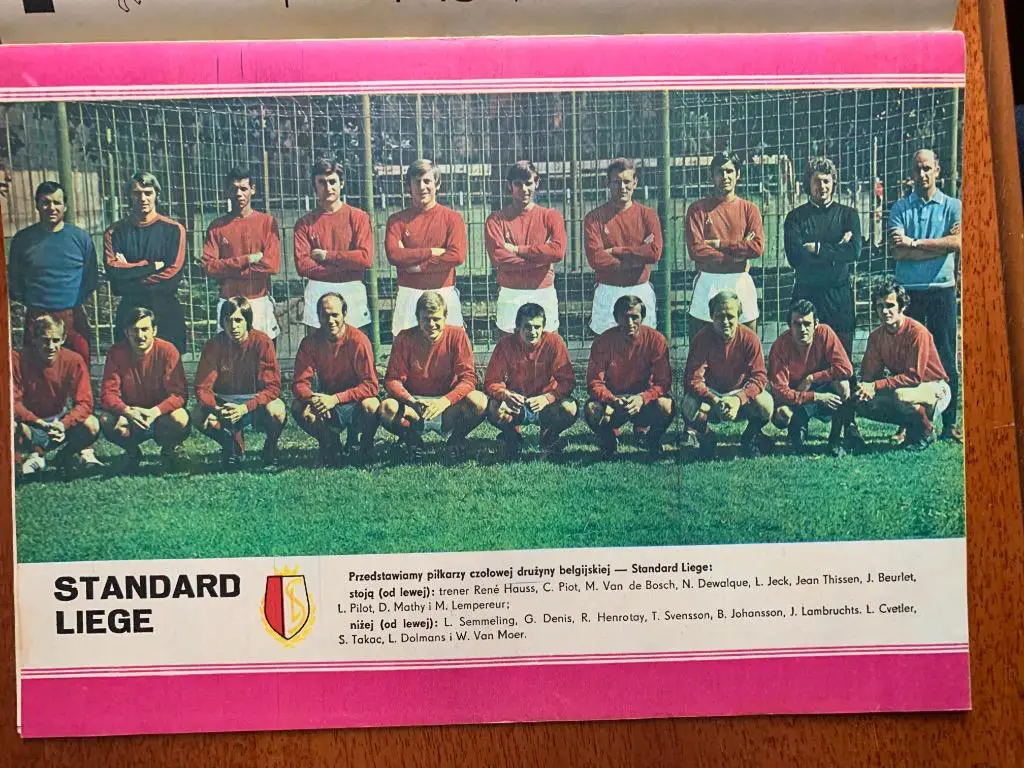 STANDARD
LIEGE
Przedstawiamy piłkarzy czołowej drużyny belgijskiej — Standard Liege:
stoją (od lewej): trener René Hauss, C. Piot, M. Van de Bosch, N. Dewalque, L. Jeck, Jean Thissen, J. Beurlet,
L. Pilot, D. Mathy i M. Lempereur;
niżej (od lewej): L. Semmeling, G. Denis, R. Henrotay, T. Svensson, B. Johansson, J. Lambruchts. L. Cvetler,
S. Takac, L. Dolmans i W. Van Moer.